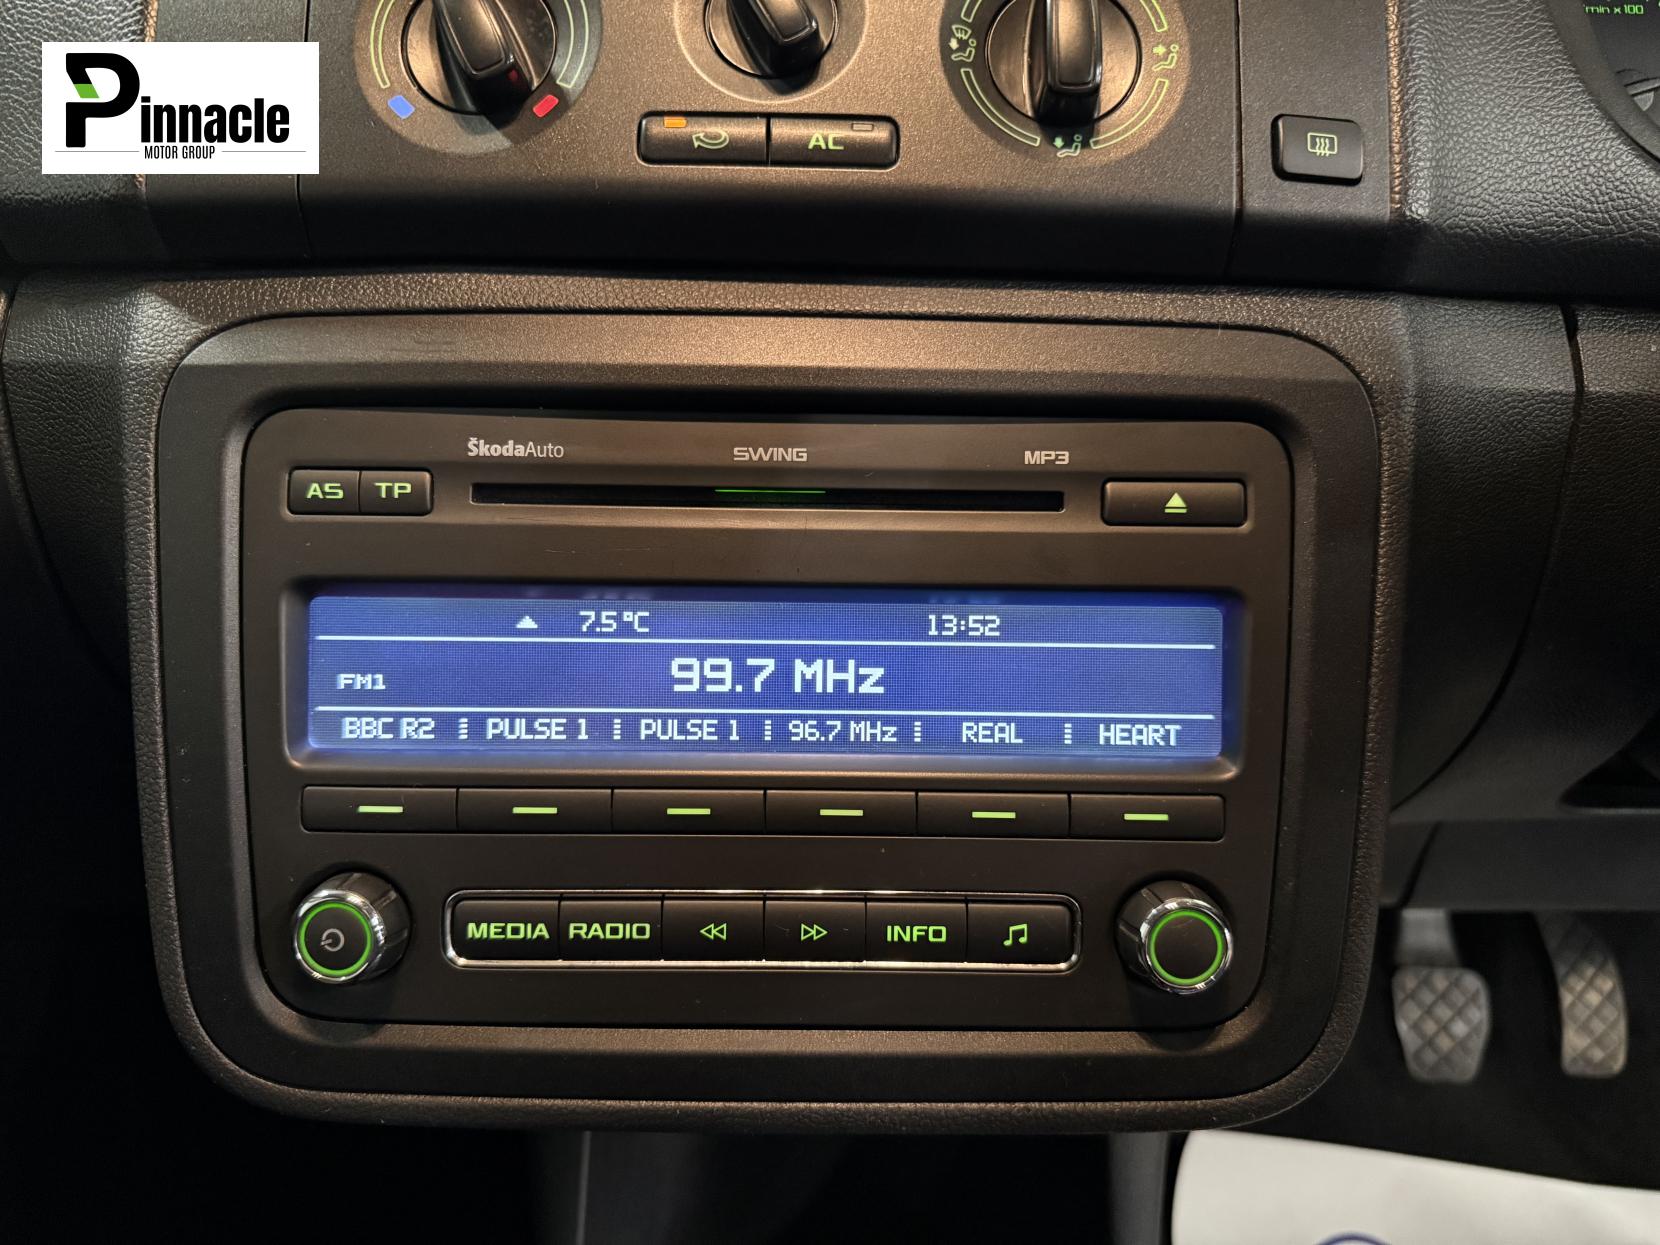 min x 100
Pinnacle
MOTOR GROUP
AC
ŠkodaAuto
SWING
MP3
AS
TP
7.5°C
13:52
FM1
99.7 MHz
BBC R2
PULSE 1
PULSE 1
96.7 MHz
REAL
HEART
MEDIA
RADIO
INFO